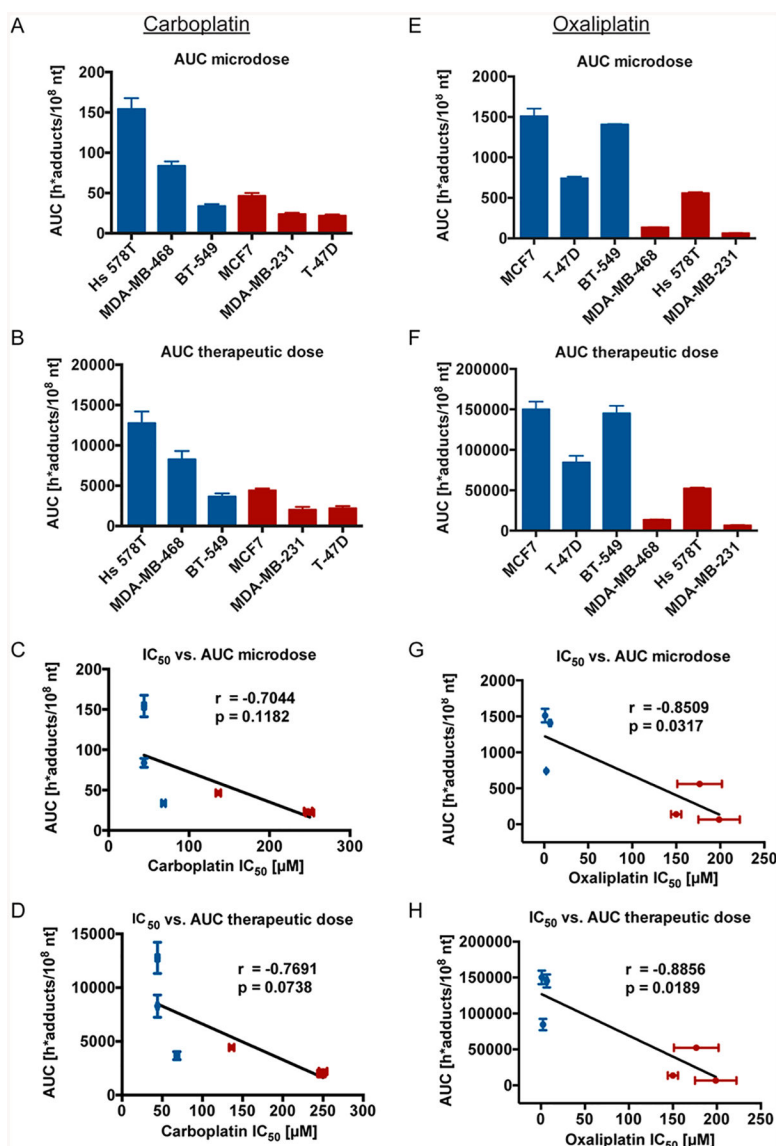 Carboplatin
Oxaliplatin
A
AUC microdose
AUC [h*adducts/10⁸ nt]
200
150
100
50
0
Hs 578T
MDA-MB-468
BT-549
MCF7
MDA-MB-231
T-47D
E
AUC microdose
AUC [h*adducts/10⁸ nt]
2000
1500
1000
500
0
MCF7
T-47D
BT-549
MDA-MB-468
Hs 578T
MDA-MB-231
B
AUC therapeutic dose
AUC [h*adducts/10⁸ nt]
20000
15000
10000
5000
0
Hs 578T
MDA-MB-468
BT-549
MCF7
MDA-MB-231
T-47D
F
AUC therapeutic dose
AUC [h*adducts/10⁸ nt]
200000
150000
100000
50000
0
MCF7
T-47D
BT-549
MDA-MB-468
Hs 578T
MDA-MB-231
C
IC₅₀ vs. AUC microdose
AUC [h*adducts/10⁸ nt]
200
150
100
50
0
r = -0.7044
p = 0.1182
0 100 200 300
Carboplatin IC₅₀ [µM]
G
IC₅₀ vs. AUC microdose
AUC [h*adducts/10⁸ nt]
2000
1500
1000
500
0
r = -0.8509
p = 0.0317
0 50 100 150 200 250
Oxaliplatin IC₅₀ [µM]
D
IC₅₀ vs. AUC therapeutic dose
AUC [h*adducts/10⁸ nt]
15000
10000
5000
0
r = -0.7691
p = 0.0738
0 50 100 150 200 250 300
Carboplatin IC₅₀ [µM]
H
IC₅₀ vs. AUC therapeutic dose
AUC [h*adducts/10⁸ nt]
200000
150000
100000
50000
0
r = -0.8856
p = 0.0189
0 50 100 150 200 250
Oxaliplatin IC₅₀ [µM]